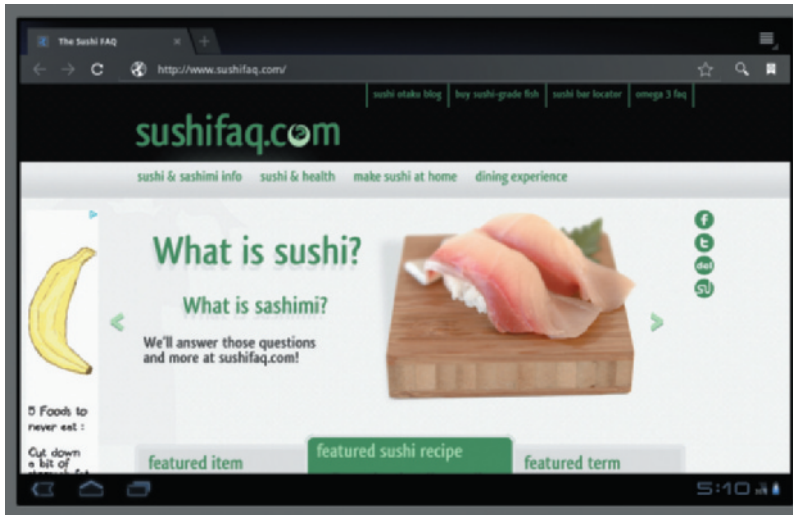 The Sushi FAQ
http://www.sushifaq.com/
sushi otaku blog buy sushi-grade fish sushi bar locator omega 3 faq
sushifaq.com
sushi & sashimi info sushi & health make sushi at home dining experience
What is sushi?
What is sashimi?
We'll answer those questions
and more at sushifaq.com!
del
5 Foods to
never eat :
Cut down
a bit of
featured item
featured sushi recipe
featured term
5:10